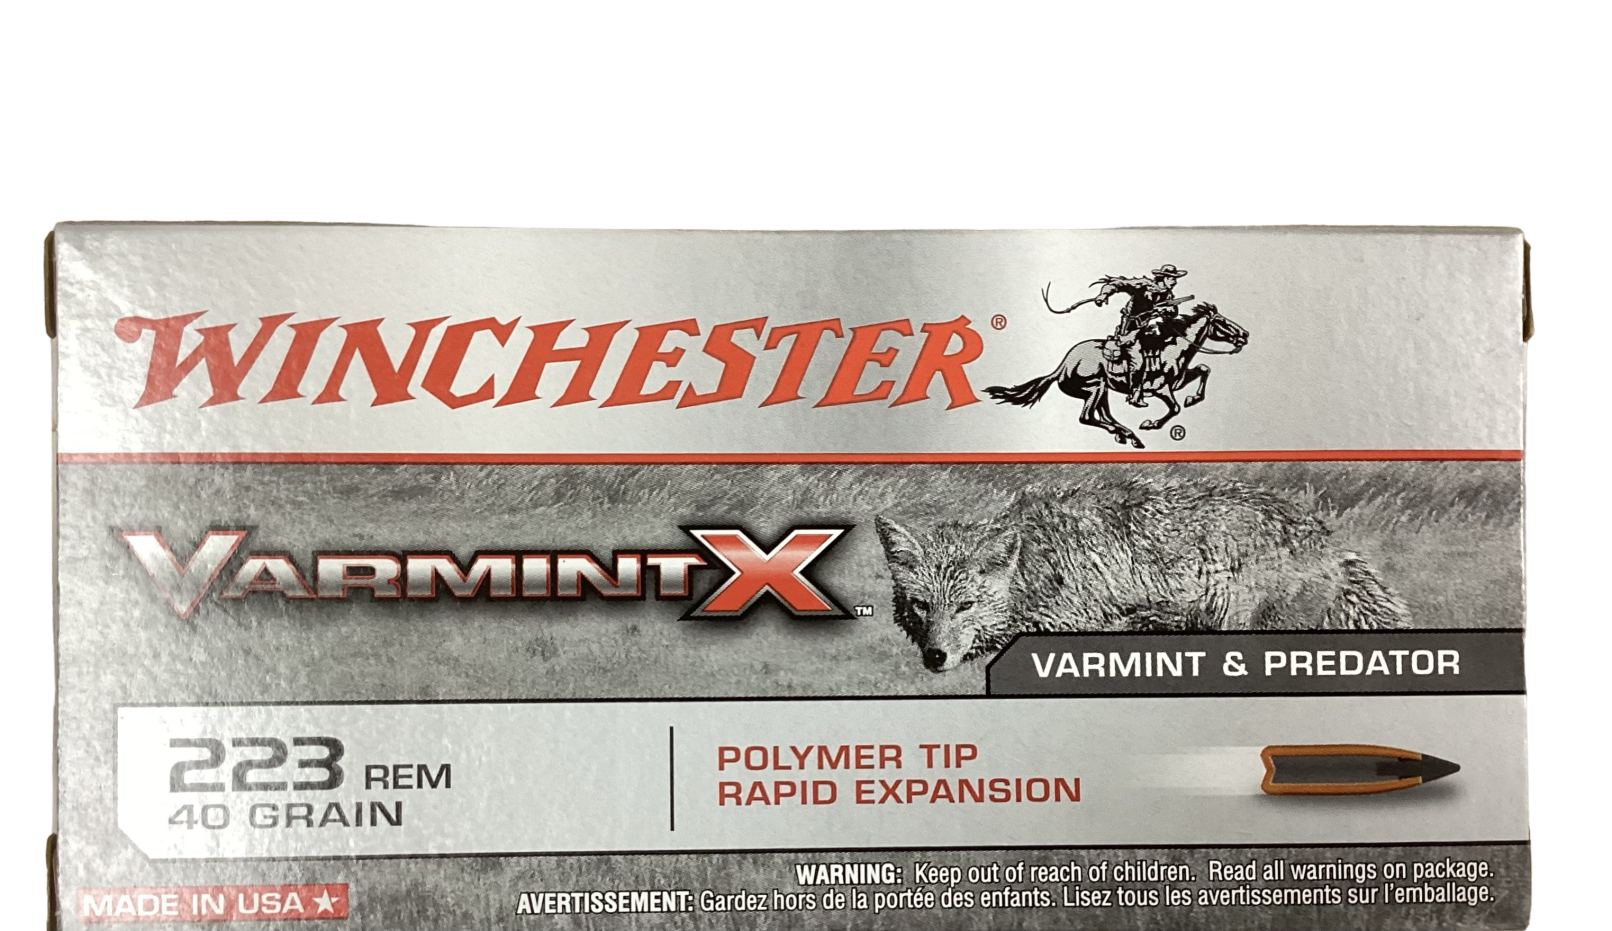 WINCHESTER®
®
VARMINT X™
VARMINT & PREDATOR
223 REM
40 GRAIN
POLYMER TIP
RAPID EXPANSION
WARNING: Keep out of reach of children. Read all warnings on package.
AVERTISSEMENT: Gardez hors de la portée des enfants. Lisez tous les avertissements sur l'emballage.
MADE IN USA